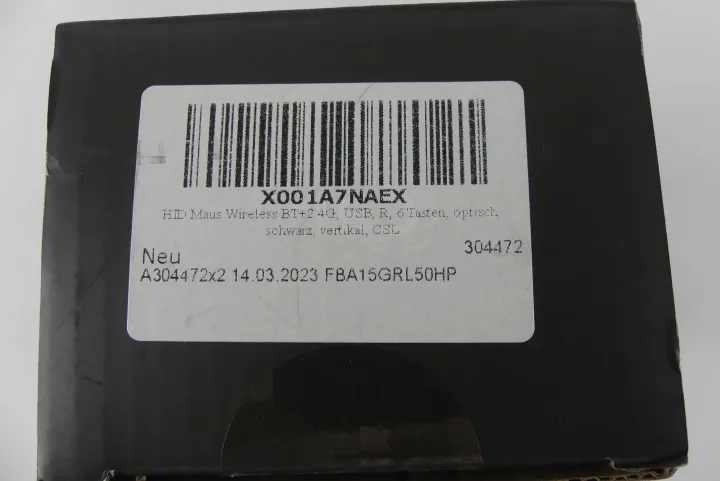 X001A7NAEX
HID Maus Wireless BT+2.4G, USB, R, 6 Tasten, optisch,
schwarz, vertikal, CSL
Neu 304472
A304472x2 14.03.2023 FBA15GRL50HP